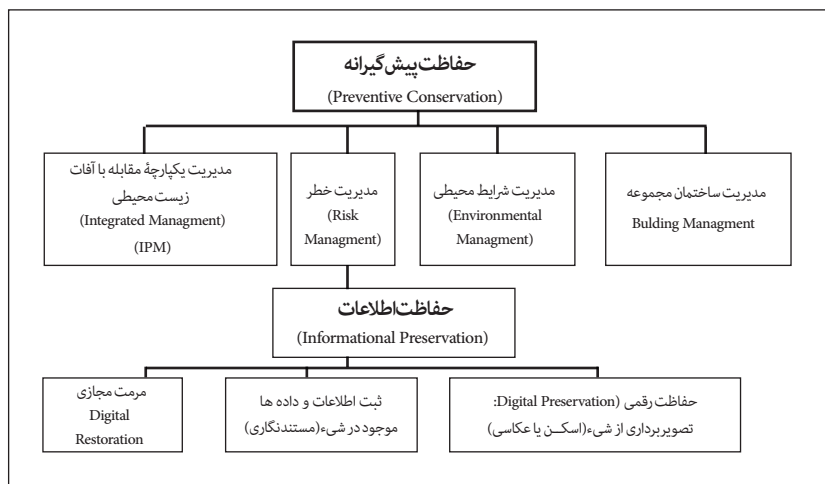 حفاظت پیش‌گیرانه
(Preventive Conservation)
مدیریت ساختمان مجموعه
Bulding Managment
مدیریت شرایط محیطی
(Environmental
Managment)
مدیریت خطر
(Risk
Managment)
مدیریت یکپارچۀ مقابله با آفات
زیست محیطی
(Integrated Managment)
(IPM)
حفاظت‌اطلاعات
(Informational Preservation)
حفاظت رقمی (Digital Preservation:
تصویربرداری از شیء(اسکــن یا عکاسی)
ثبت اطلاعات و داده ها
موجود در شیء(مستندنگاری)
مرمت مجازی
Digital
Restoration